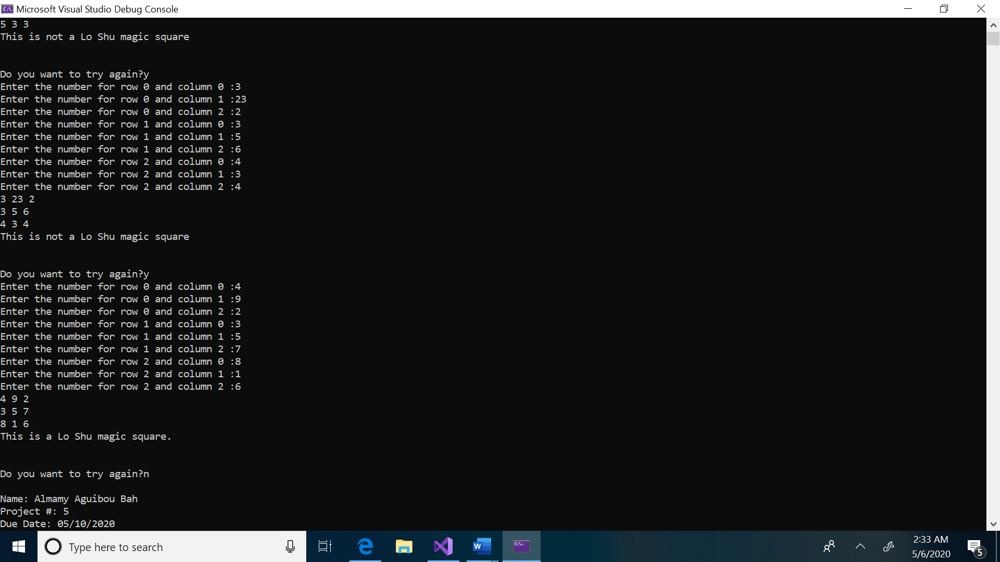 Microsoft Visual Studio Debug Console
5 3 3
This is not a Lo Shu magic square
Do you want to try again?y
Enter the number for row 0 and column 0 :3
Enter the number for row 0 and column 1 :23
Enter the number for row 0 and column 2 :2
Enter the number for row 1 and column 0 :3
Enter the number for row 1 and column 1 :5
Enter the number for row 1 and column 2 :6
Enter the number for row 2 and column 0 :4
Enter the number for row 2 and column 1 :3
Enter the number for row 2 and column 2 :4
3 23 2
3 5 6
4 3 4
This is not a Lo Shu magic square
Do you want to try again?y
Enter the number for row 0 and column 0 :4
Enter the number for row 0 and column 1 :9
Enter the number for row 0 and column 2 :2
Enter the number for row 1 and column 0 :3
Enter the number for row 1 and column 1 :5
Enter the number for row 1 and column 2 :7
Enter the number for row 2 and column 0 :8
Enter the number for row 2 and column 1 :1
Enter the number for row 2 and column 2 :6
4 9 2
3 5 7
8 1 6
This is a Lo Shu magic square.
Do you want to try again?n
Name: Almamy Aguibou Bah
Project #: 5
Due Date: 05/10/2020
Type here to search
2:33 AM
5/6/2020
5